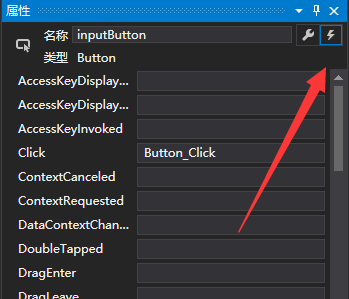 属性
名称 inputButton
类型 Button
AccessKeyDisplay...
AccessKeyDisplay...
AccessKeyInvoked
Click Button_Click
ContextCanceled
ContextRequested
DataContextChan...
DoubleTapped
DragEnter
DragLeave